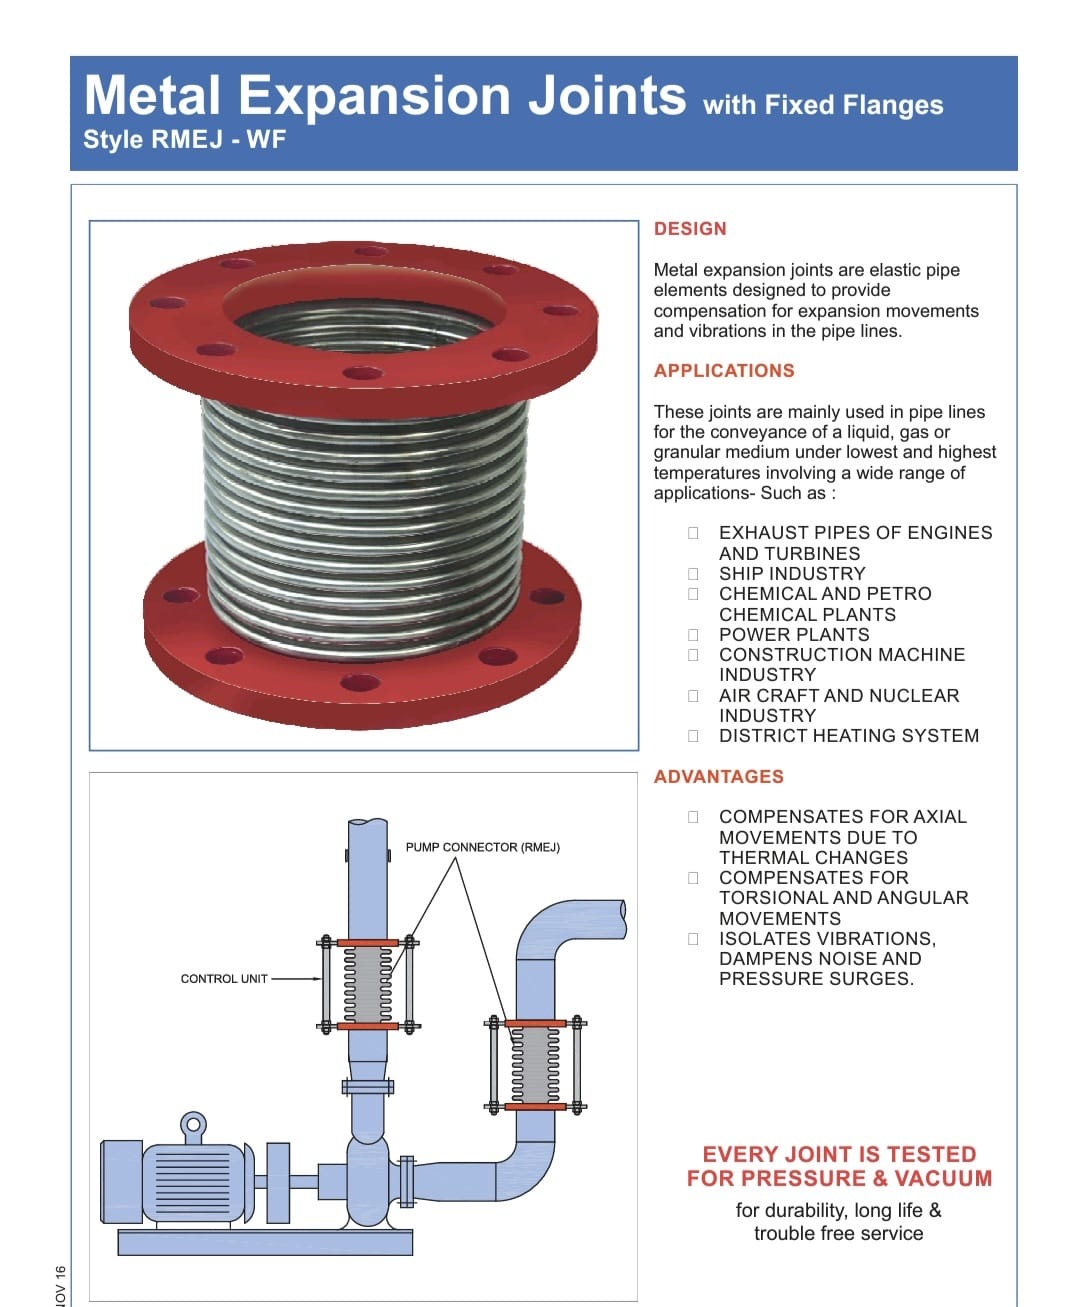 Metal Expansion Joints with Fixed Flanges
Style RMEJ - WF
DESIGN
Metal expansion joints are elastic pipe
elements designed to provide
compensation for expansion movements
and vibrations in the pipe lines.
APPLICATIONS
These joints are mainly used in pipe lines
for the conveyance of a liquid, gas or
granular medium under lowest and highest
temperatures involving a wide range of
applications- Such as :
EXHAUST PIPES OF ENGINES
AND TURBINES
SHIP INDUSTRY
CHEMICAL AND PETRO
CHEMICAL PLANTS
POWER PLANTS
CONSTRUCTION MACHINE
INDUSTRY
AIR CRAFT AND NUCLEAR
INDUSTRY
DISTRICT HEATING SYSTEM
ADVANTAGES
COMPENSATES FOR AXIAL
MOVEMENTS DUE TO
THERMAL CHANGES
COMPENSATES FOR
TORSIONAL AND ANGULAR
MOVEMENTS
ISOLATES VIBRATIONS,
DAMPENS NOISE AND
PRESSURE SURGES.
PUMP CONNECTOR (RMEJ)
CONTROL UNIT
EVERY JOINT IS TESTED
FOR PRESSURE & VACUUM
for durability, long life &
trouble free service
NOV 16